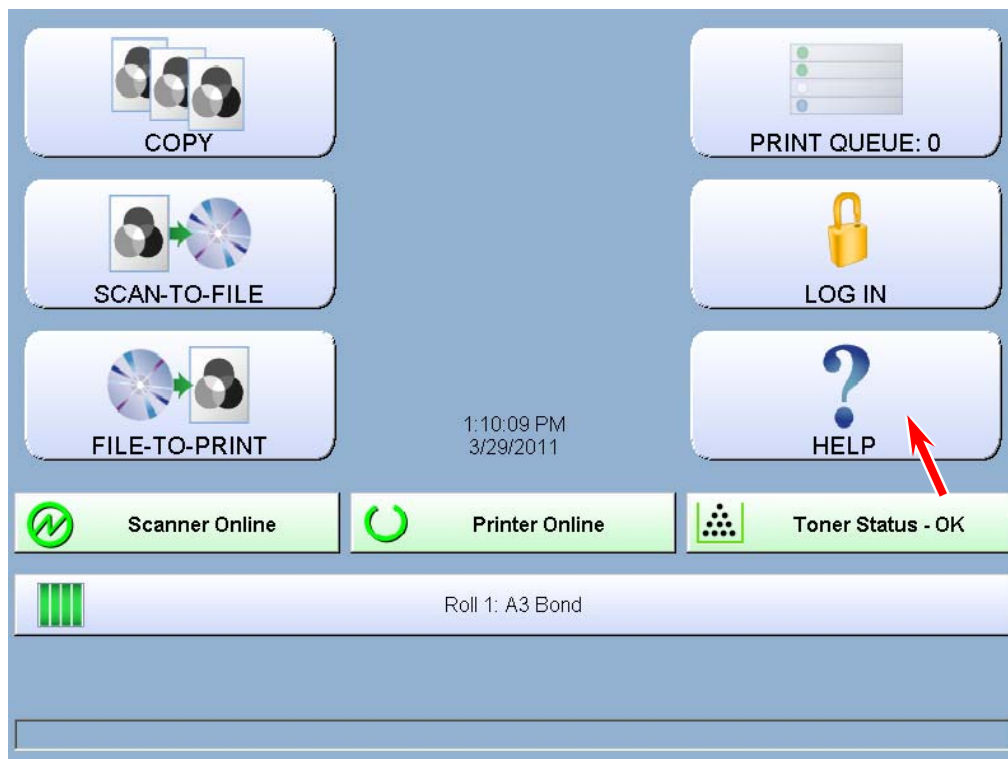 COPY
PRINT QUEUE: 0
SCAN-TO-FILE
LOG IN
FILE-TO-PRINT
1:10:09 PM
3/29/2011
HELP
Scanner Online
Printer Online
Toner Status - OK
Roll 1: A3 Bond